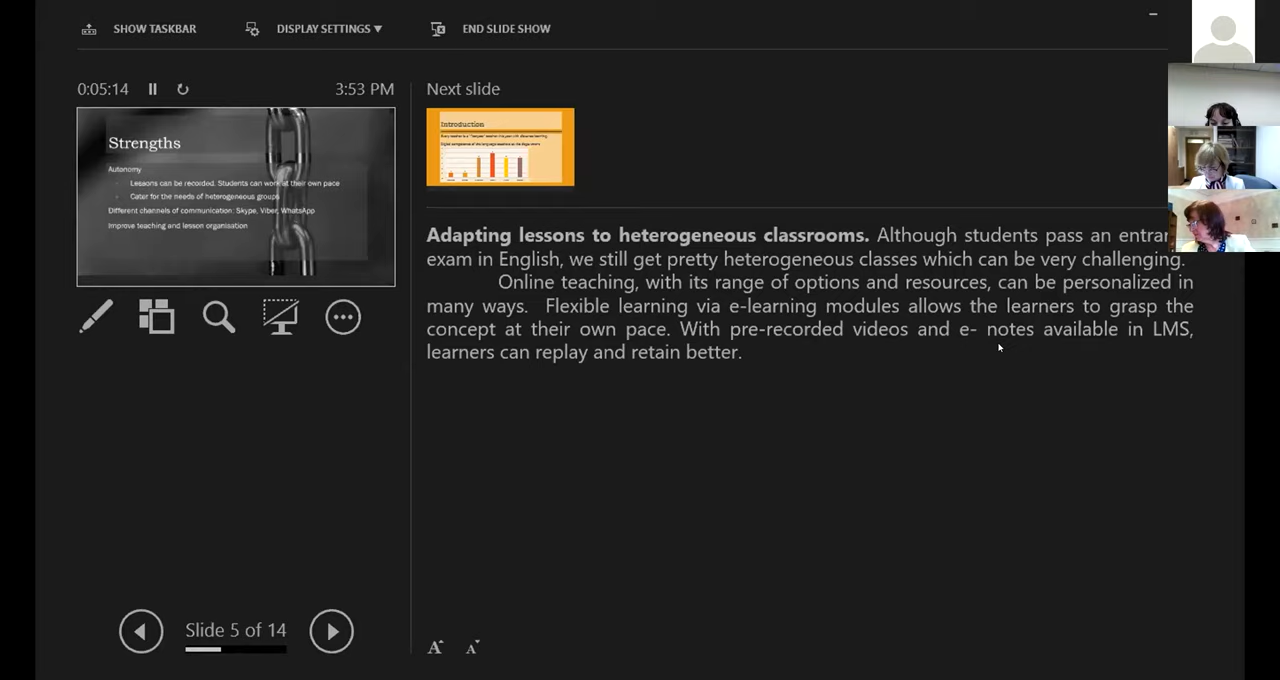 SHOW TASKBAR
DISPLAY SETTINGS ▼
END SLIDE SHOW
0:05:14
3:53 PM
Next slide
Strengths
Autonomy
Lessons can be recorded. Students can work at their own pace
Cater for the needs of heterogeneous groups
Different channels of communication: Skype, Viber, WhatsApp
Improve teaching and lesson organisation
Introduction
Adapting lessons to heterogeneous classrooms. Although students pass an entran
exam in English, we still get pretty heterogeneous classes which can be very challenging.
Online teaching, with its range of options and resources, can be personalized in
many ways. Flexible learning via e-learning modules allows the learners to grasp the
concept at their own pace. With pre-recorded videos and e- notes available in LMS,
learners can replay and retain better.
Slide 5 of 14
A A